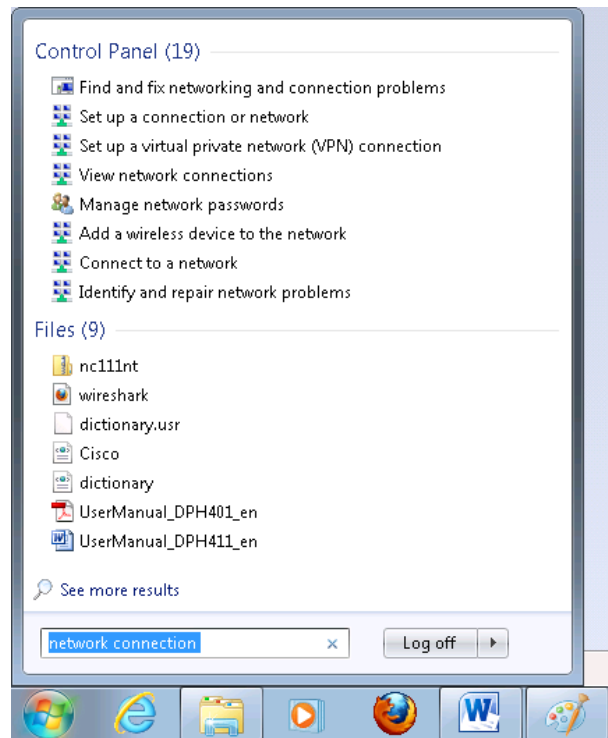 Control Panel (19)
Find and fix networking and connection problems
Set up a connection or network
Set up a virtual private network (VPN) connection
View network connections
Manage network passwords
Add a wireless device to the network
Connect to a network
Identify and repair network problems
Files (9)
nc111nt
wireshark
dictionary.usr
Cisco
dictionary
UserManual_DPH401_en
UserManual_DPH411_en
See more results
network connection
Log off